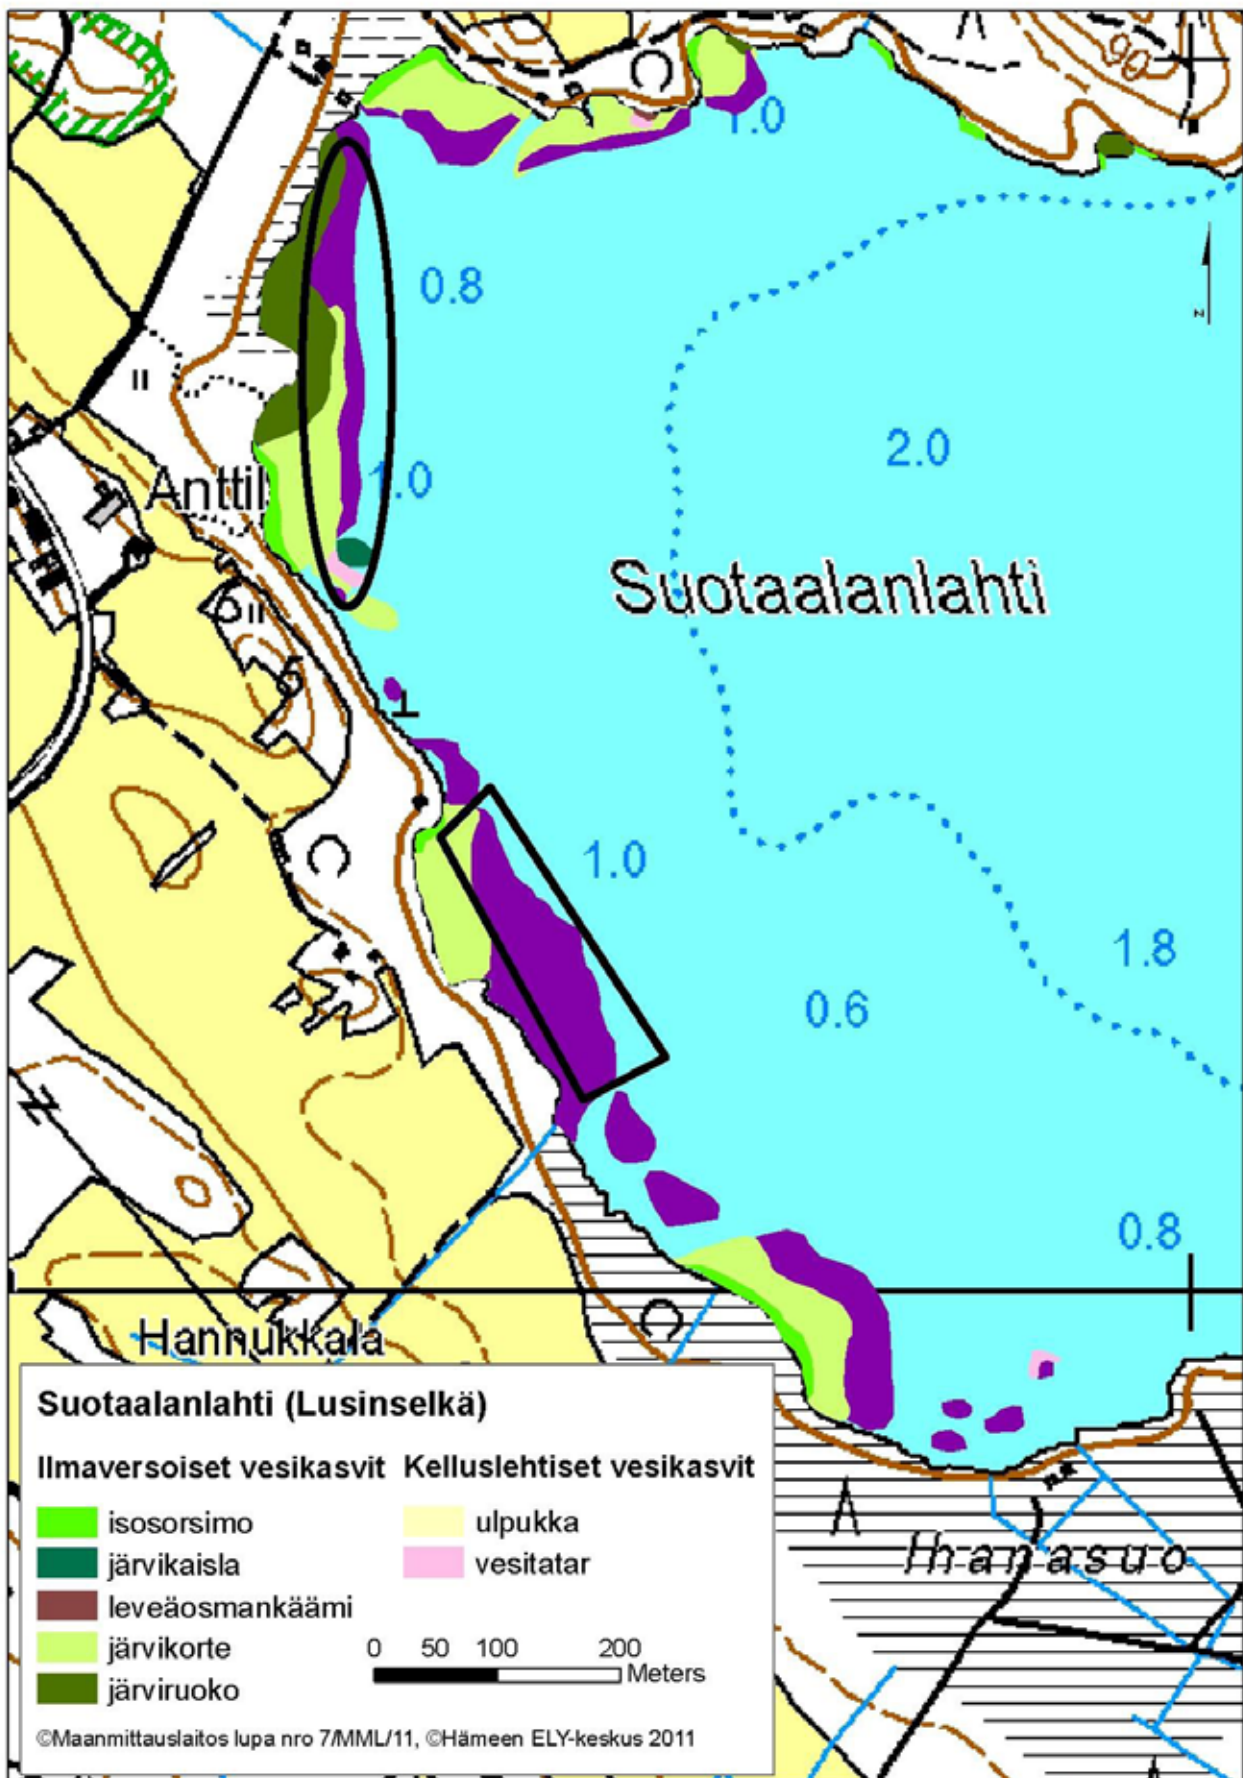 90
1.0
0.8
II
2.0
Anttil
1.0
Suotaalanlahti
II
1.0
1.8
0.6
0.8
Hannukkala
Suotaalanlahti (Lusinselkä)
Ilmaversoiset vesikasvit
isosorsimo
järvikaisla
leveäosmankäämi
järvikorte
järviruoko
Kelluslehtiset vesikasvit
ulpukka
vesitatar
0 50 100 200
Meters
©Maanmittauslaitos lupa nro 7/MML/11, ©Hämeen ELY-keskus 2011
Ihanasuo
z